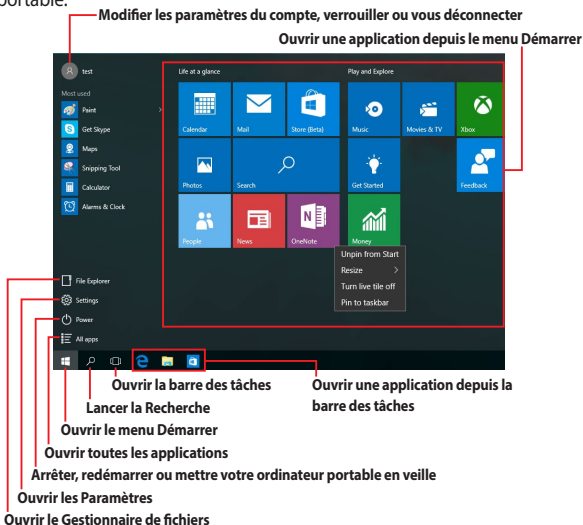 portable.
Modifier les paramètres du compte, verrouiller ou vous déconnecter
Ouvrir une application depuis le menu Démarrer
test
Life at a glance
Play and Explore
Most used
Paint
Get Skype
Maps
Snipping Tool
Calculator
Alarms & Clock
Calendar
Mail
Store (Beta)
Music
Movies & TV
Xbox
Photos
Search
Get Started
Feedback
People
News
OneNote
Money
Unpin from Start
Resize
Turn live tile off
Pin to taskbar
File Explorer
Settings
Power
All apps
Ouvrir la barre des tâches
Ouvrir une application depuis la
barre des tâches
Lancer la Recherche
Ouvrir le menu Démarrer
Ouvrir toutes les applications
Arrêter, redémarrer ou mettre votre ordinateur portable en veille
Ouvrir les Paramètres
Ouvrir le Gestionnaire de fichiers